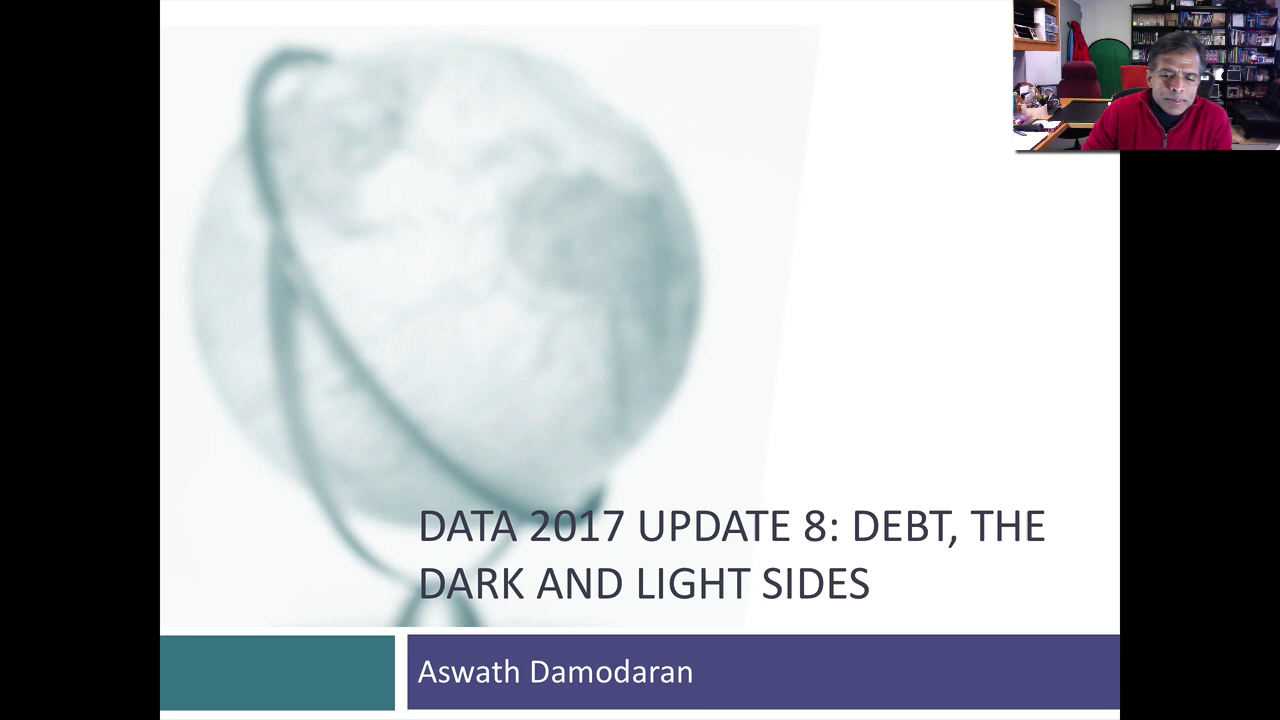 DATA 2017 UPDATE 8: DEBT, THE
DARK AND LIGHT SIDES
Aswath Damodaran